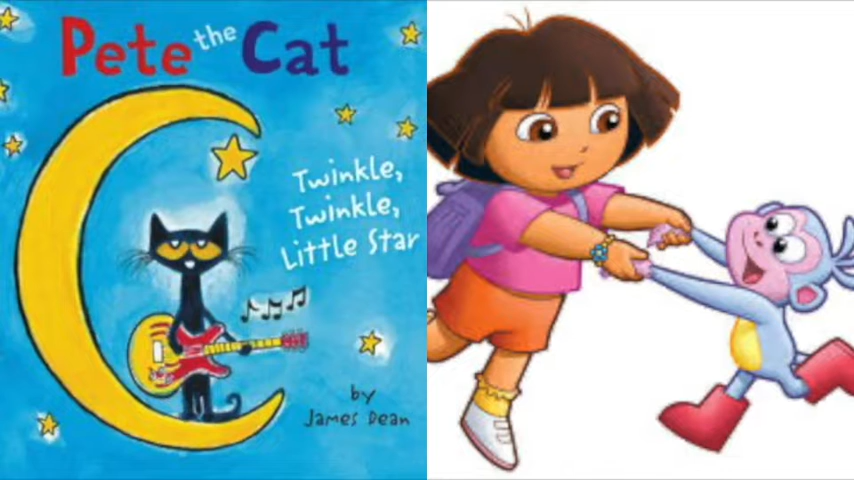 Pete the Cat
Twinkle,
Twinkle,
Little Star
by
James Dean